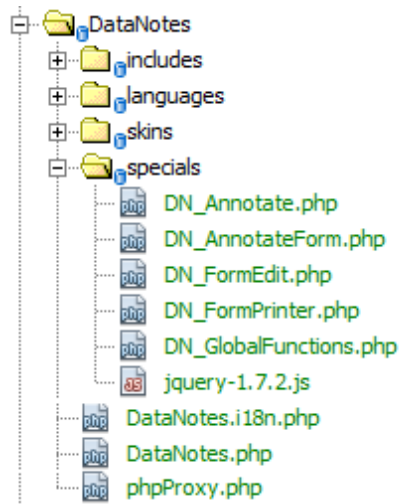 DataNotes
includes
languages
skins
specials
DN_Annotate.php
DN_AnnotateForm.php
DN_FormEdit.php
DN_FormPrinter.php
DN_GlobalFunctions.php
jquery-1.7.2.js
DataNotes.i18n.php
DataNotes.php
phpProxy.php